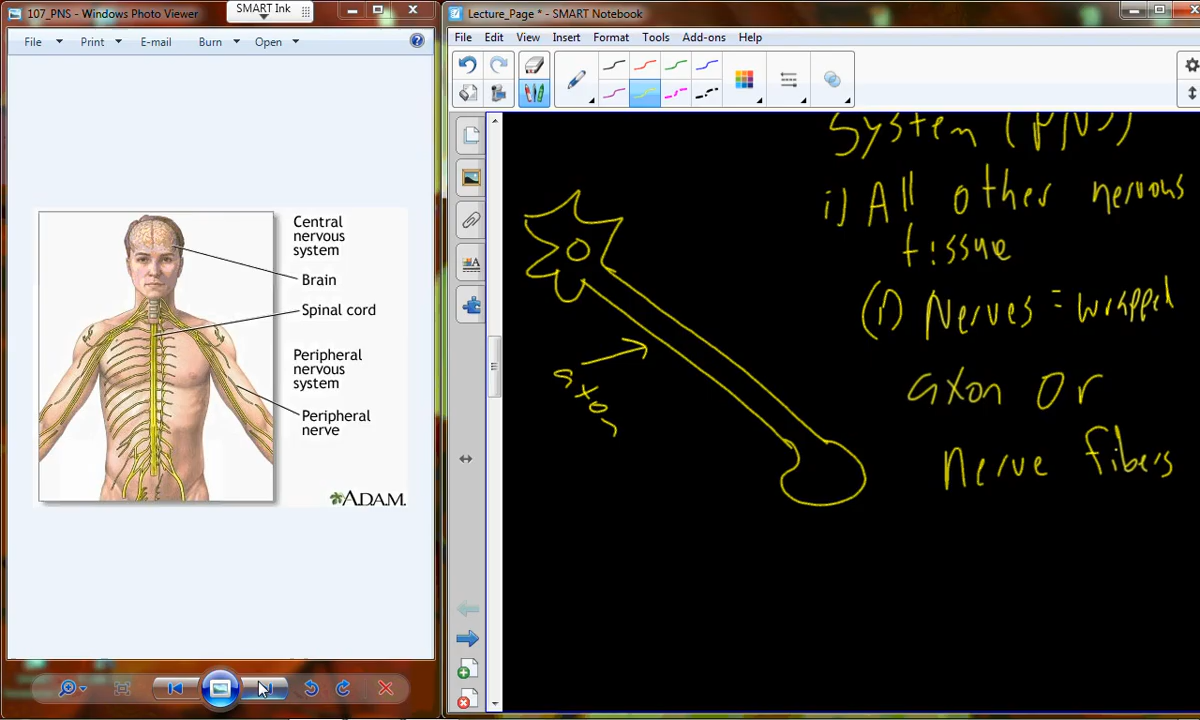 107_PNS - Windows Photo Viewer
SMART Ink
File Print E-mail Burn Open
Central
nervous
system
Brain
Spinal cord
Peripheral
nervous
system
Peripheral
nerve
A.D.A.M.
Lecture_Page * - SMART Notebook
File Edit View Insert Format Tools Add-ons Help
System (PNS)
i) All other nervous
tissue
(1) Nerves = wrapped
axon or
nerve fibers
axon